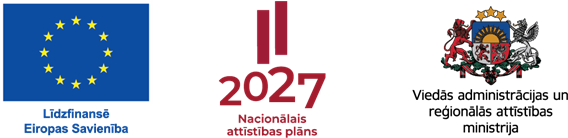 Līdzfinansē
Eiropas Savienība
2027
Nacionālais
attīstības plāns
Viedās administrācijas un
reģionālās attīstības
ministrija